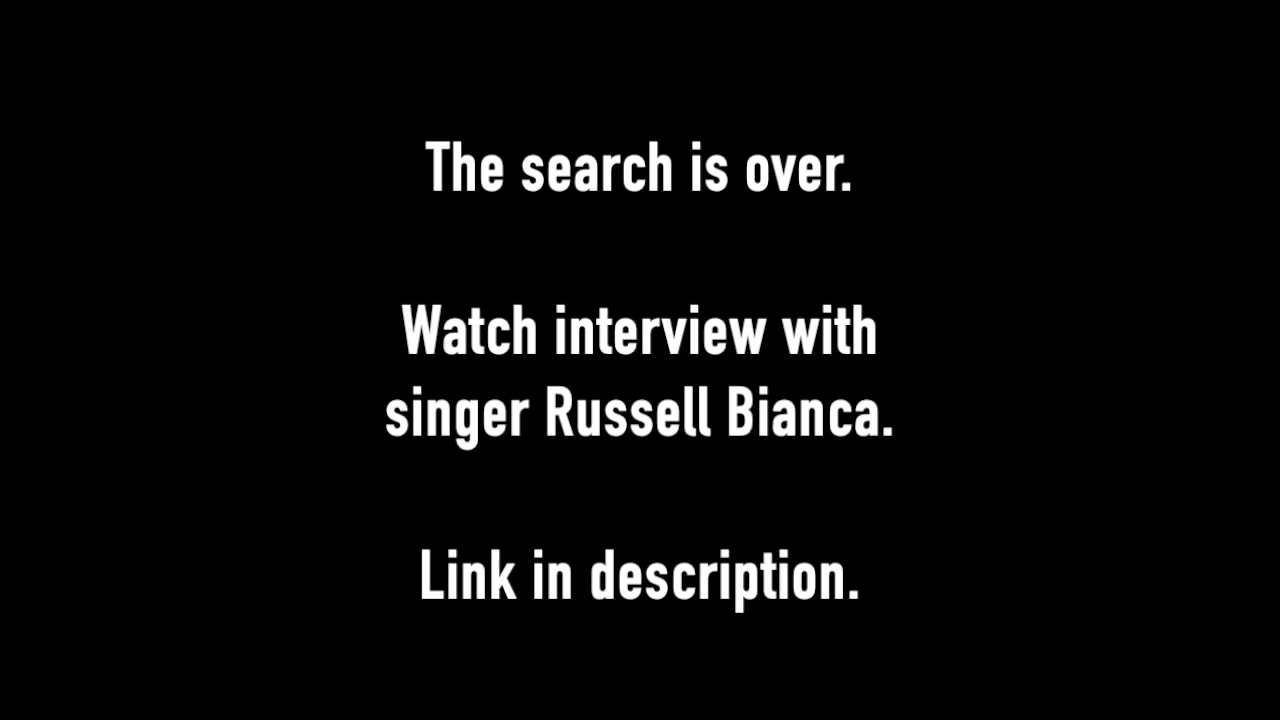 The search is over.
Watch interview with
singer Russell Bianca.
Link in description.